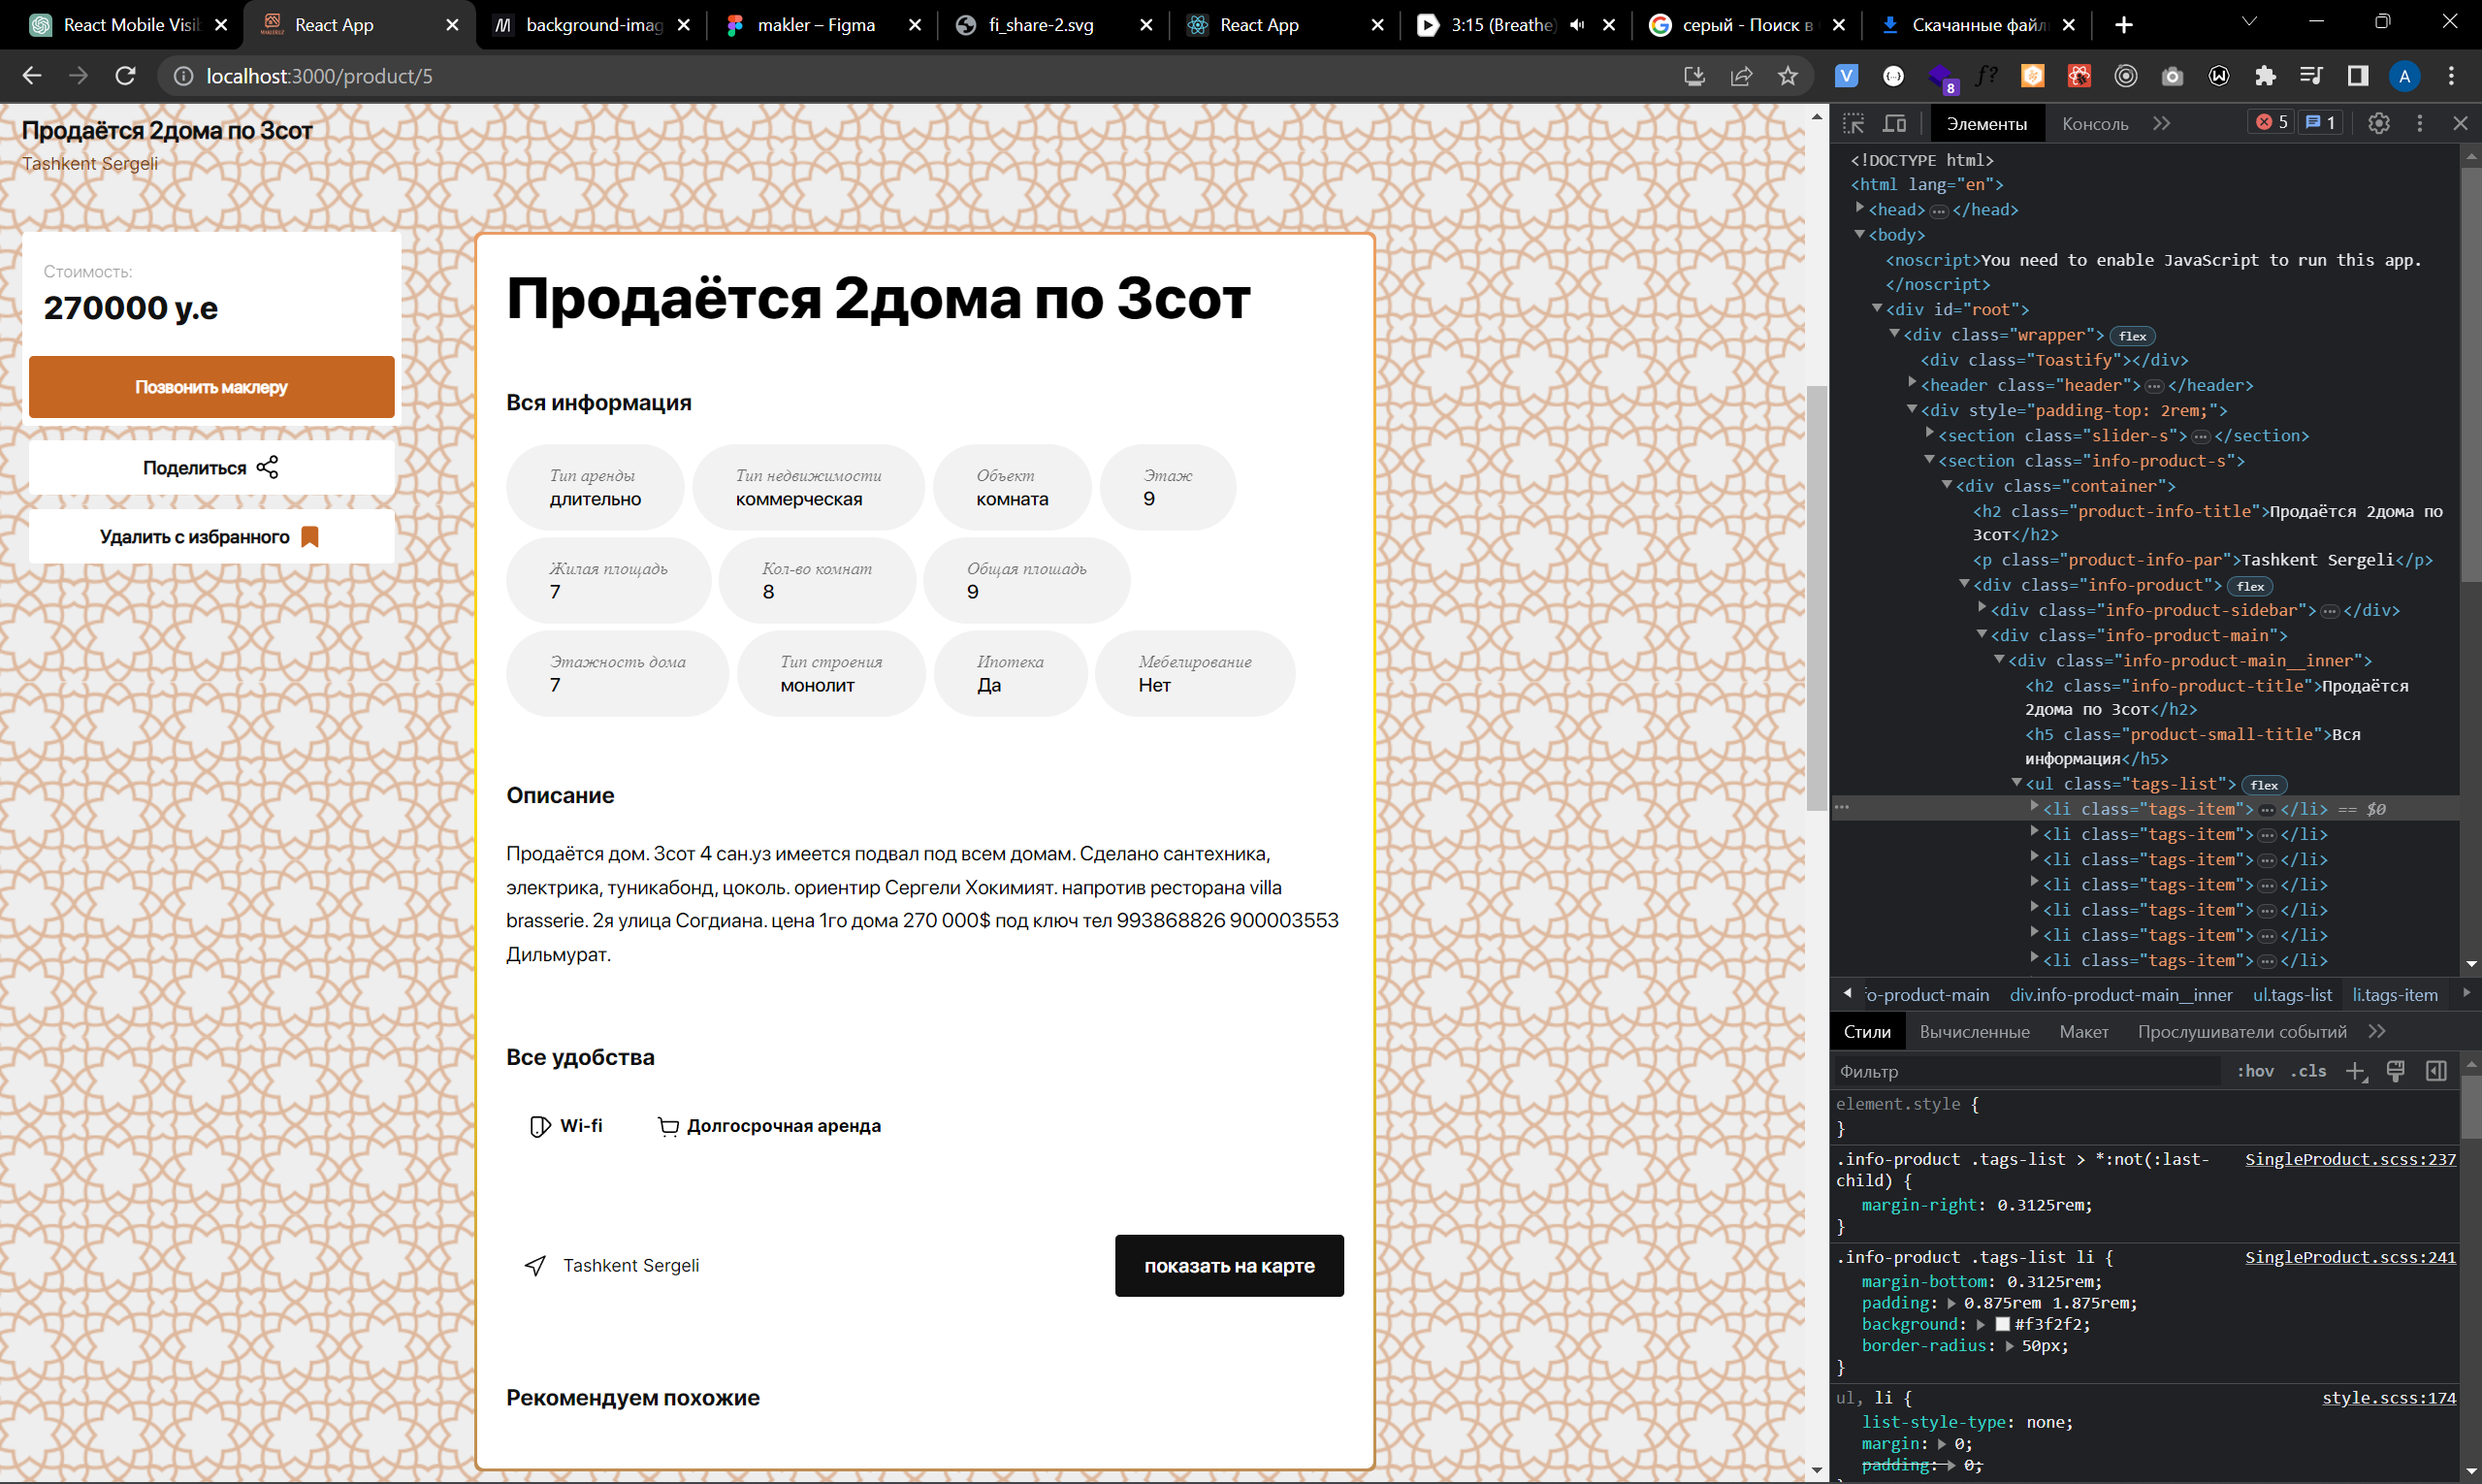 React Mobile Visi
React App
background-imag
makler – Figma
fi_share-2.svg
React App
3:15 (Breathe)
серый - Поиск в
Скачанные файл
localhost:3000/product/5
V
8
f?
A
Продаётся 2дома по 3сот
Tashkent Sergeli
Стоимость:
270000 у.е
Позвонить маклеру
Поделиться
Удалить с избранного
Продаётся 2дома по 3сот
Вся информация
Тип аренды
длительно
Тип недвижимости
коммерческая
Объект
комната
Этаж
9
Жилая площадь
7
Кол-во комнат
8
Общая плошадь
9
Этажность дома
7
Тип строения
монолит
Ипотека
Да
Мебелирование
Нет
Описание
Продаётся дом. 3сот 4 сан.уз имеется подвал под всем домам. Сделано сантехника,
электрика, туникабонд, цоколь. ориентир Сергели Хокимият. напротив ресторана villa
brasserie. 2я улица Согдиана. цена 1го дома 270 000$ под ключ тел 993868826 900003553
Дильмурат.
Все удобства
Wi-fi
Долгосрочная аренда
Tashkent Sergeli
показать на карте
Рекомендуем похожие
Элементы
Консоль
5
1
<!DOCTYPE html>
<html lang="en">
<head> ••• </head>
<body>
<noscript>You need to enable JavaScript to run this app.
</noscript>
<div id="root">
<div class="wrapper"> flex
<div class="Toastify"></div>
<header class="header"> ••• </header>
<div style="padding-top: 2rem;">
<section class="slider-s"> ••• </section>
<section class="info-product-s">
<div class="container">
<h2 class="product-info-title">Продаётся 2дома по
3сот</h2>
<p class="product-info-par">Tashkent Sergeli</p>
<div class="info-product"> flex
<div class="info-product-sidebar"> ••• </div>
<div class="info-product-main">
<div class="info-product-main__inner">
<h2 class="info-product-title">Продаётся
2дома по 3сот</h2>
<h5 class="product-small-title">Вся
информация</h5>
<ul class="tags-list"> flex
<li class="tags-item"> ••• </li> == $0
<li class="tags-item"> ••• </li>
<li class="tags-item"> ••• </li>
<li class="tags-item"> ••• </li>
<li class="tags-item"> ••• </li>
<li class="tags-item"> ••• </li>
<li class="tags-item"> ••• </li>
o-product-main
div.info-product-main__inner
ul.tags-list
li.tags-item
Стили
Вычисленные
Макет
Прослушиватели событий
Фильтр
:hov
.cls
element.style {
}
.info-product .tags-list > *:not(:last-
child) {
SingleProduct.scss:237
margin-right: 0.3125rem;
}
.info-product .tags-list li {
SingleProduct.scss:241
margin-bottom: 0.3125rem;
padding: 0.875rem 1.875rem;
background: #f3f2f2;
border-radius: 50px;
}
ul, li {
style.scss:174
list-style-type: none;
margin: 0;
padding: 0;